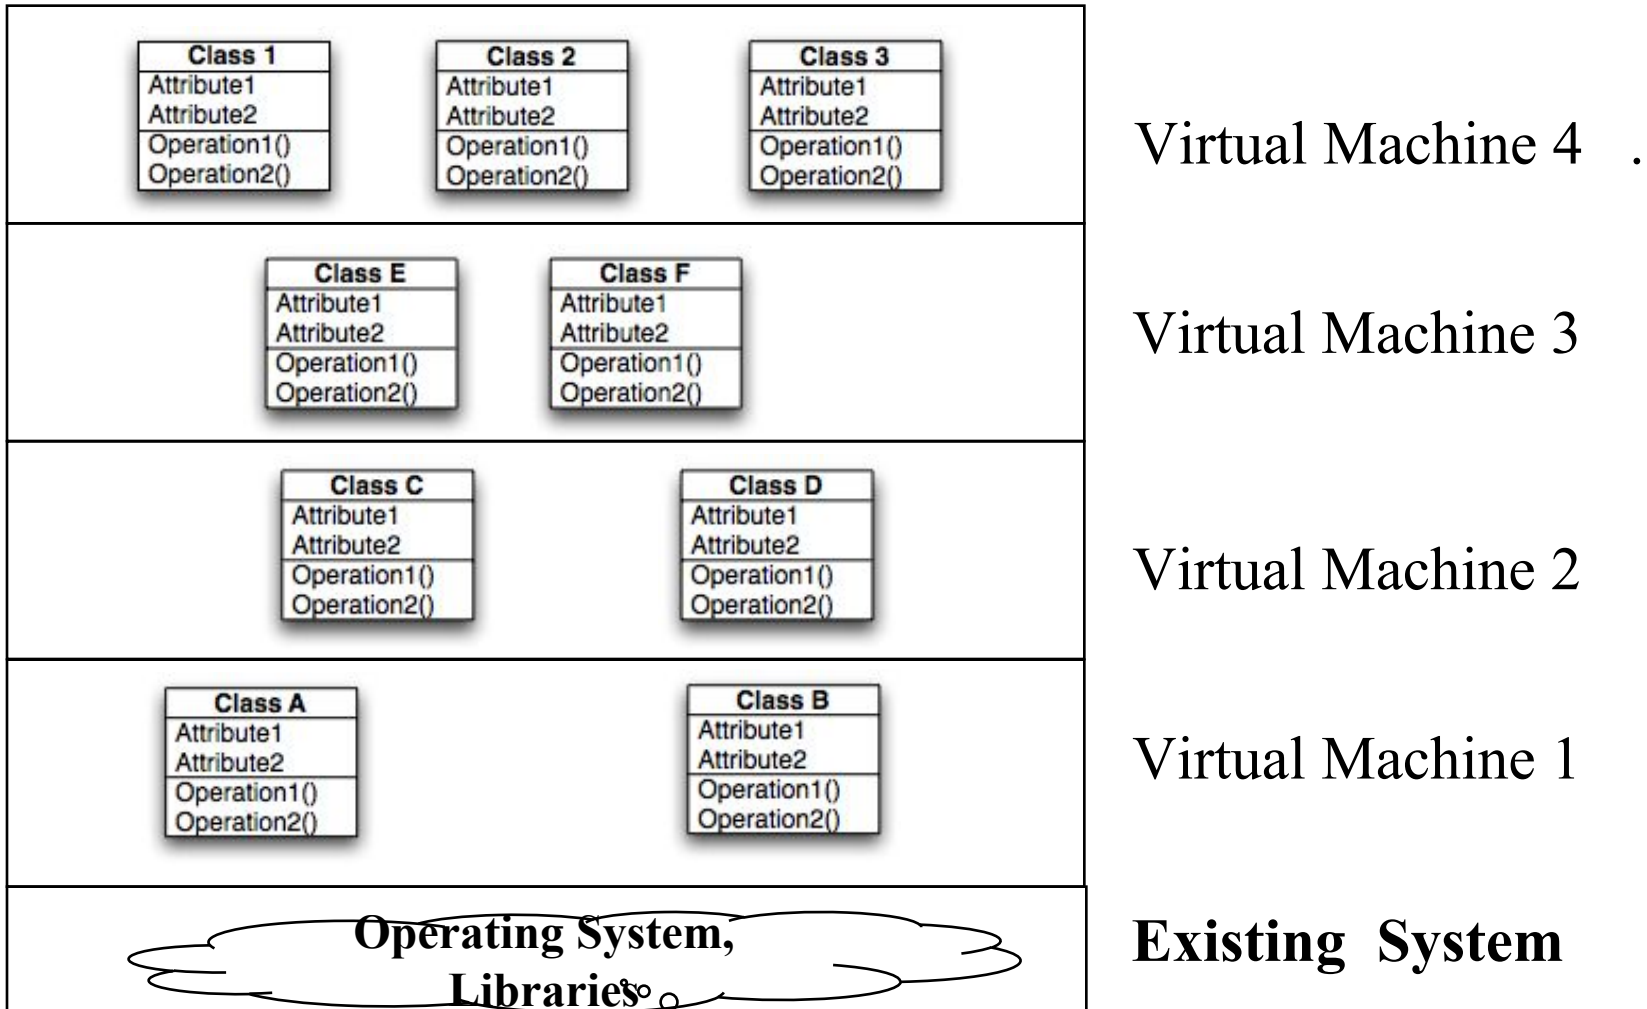 Class 1
Attribute1
Attribute2
Operation1()
Operation2()
Class 2
Attribute1
Attribute2
Operation1()
Operation2()
Class 3
Attribute1
Attribute2
Operation1()
Operation2()
Virtual Machine 4 .
Class E
Attribute1
Attribute2
Operation1()
Operation2()
Class F
Attribute1
Attribute2
Operation1()
Operation2()
Virtual Machine 3
Class C
Attribute1
Attribute2
Operation1()
Operation2()
Class D
Attribute1
Attribute2
Operation1()
Operation2()
Virtual Machine 2
Class A
Attribute1
Attribute2
Operation1()
Operation2()
Class B
Attribute1
Attribute2
Operation1()
Operation2()
Virtual Machine 1
Operating System,
Libraries
Existing System